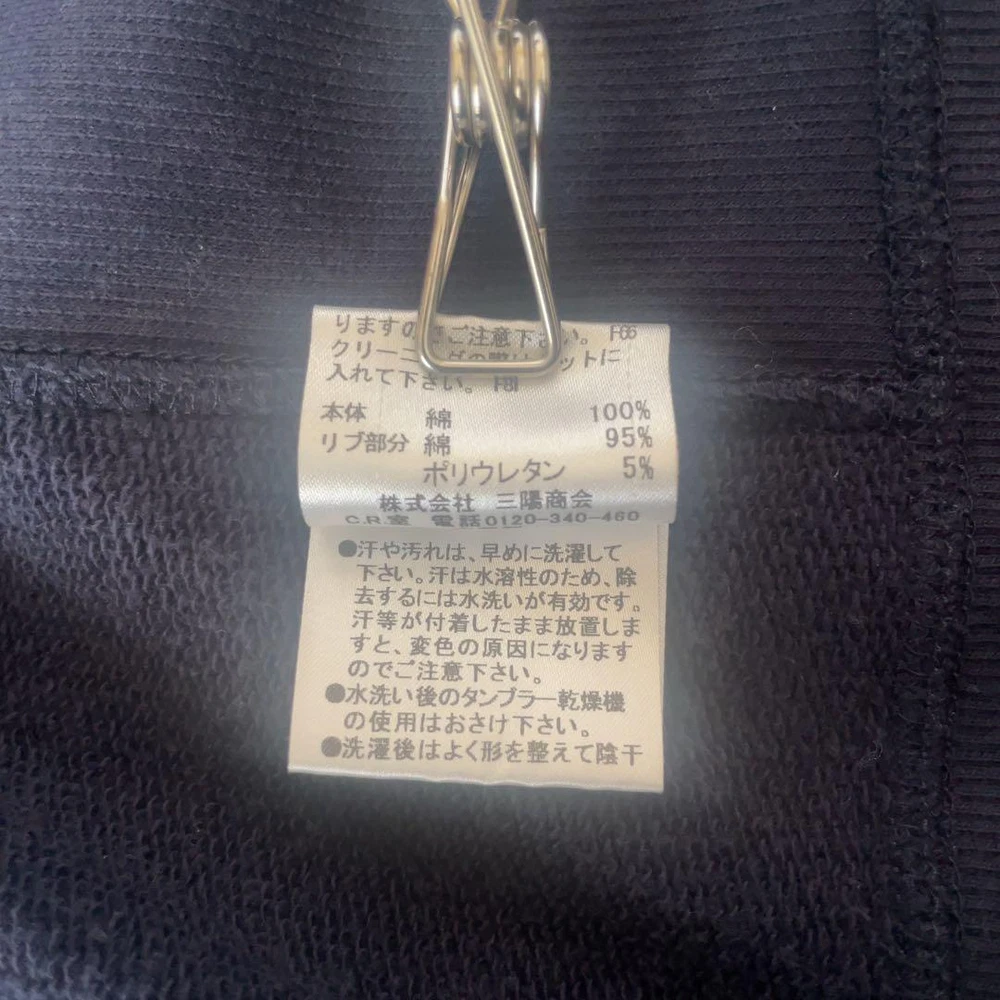 りますの ご注意下さい。 F66
クリーニ グの際は ットに
入れて下さい。 F81
本体 綿 100%
リブ部分 綿 95%
ポリウレタン 5%
株式会社 三陽商会
C.R.室 電話0120-340-460
●汗や汚れは、早めに洗濯して
下さい。汗は水溶性のため、除
去するには水洗いが有効です。
汗等が付着したまま放置しま
すと、変色の原因になります
のでご注意下さい。
●水洗い後のタンブラー乾燥機
の使用はおさけ下さい。
●洗濯後はよく形を整えて陰干